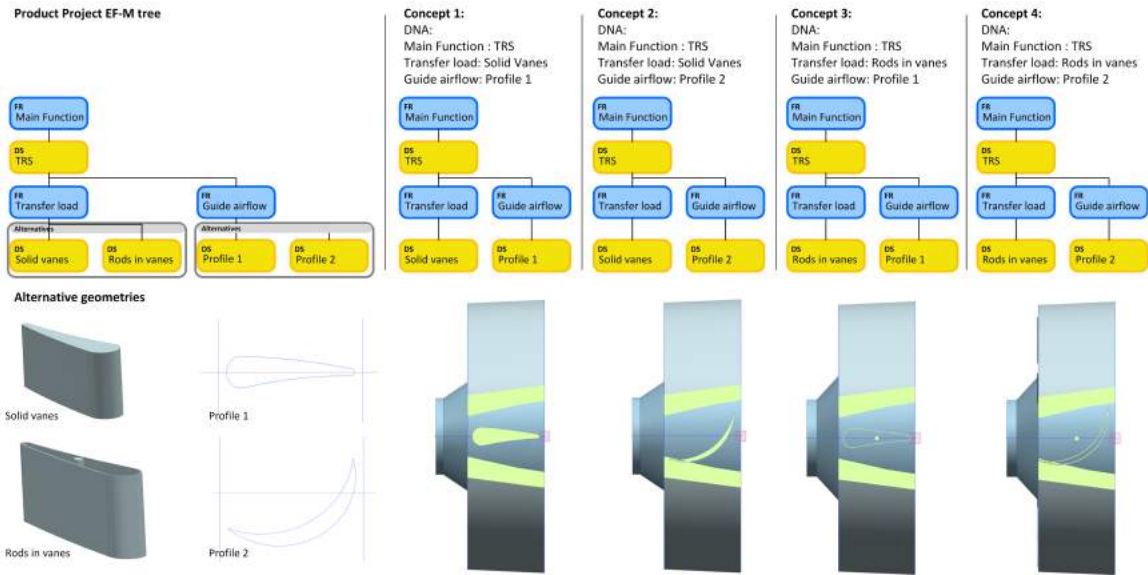 Product Project EF-M tree
FR
Main Function
DS
TRS
FR
Transfer load
FR
Guide airflow
Alternatives
Alternatives
DS
Solid vanes
DS
Rods in vanes
DS
Profile 1
DS
Profile 2
Concept 1:
DNA:
Main Function : TRS
Transfer load: Solid Vanes
Guide airflow: Profile 1
FR
Main Function
DS
TRS
FR
Transfer load
FR
Guide airflow
DS
Solid vanes
DS
Profile 1
Concept 2:
DNA:
Main Function : TRS
Transfer load: Solid Vanes
Guide airflow: Profile 2
FR
Main Function
DS
TRS
FR
Transfer load
FR
Guide airflow
DS
Solid vanes
DS
Profile 2
Concept 3:
DNA:
Main Function : TRS
Transfer load: Rods in vanes
Guide airflow: Profile 1
FR
Main Function
DS
TRS
FR
Transfer load
FR
Guide airflow
DS
Rods in vanes
DS
Profile 1
Concept 4:
DNA:
Main Function : TRS
Transfer load: Rods in vanes
Guide airflow: Profile 2
FR
Main Function
DS
TRS
FR
Transfer load
FR
Guide airflow
DS
Rods in vanes
DS
Profile 2
Alternative geometries
Solid vanes
Profile 1
Rods in vanes
Profile 2